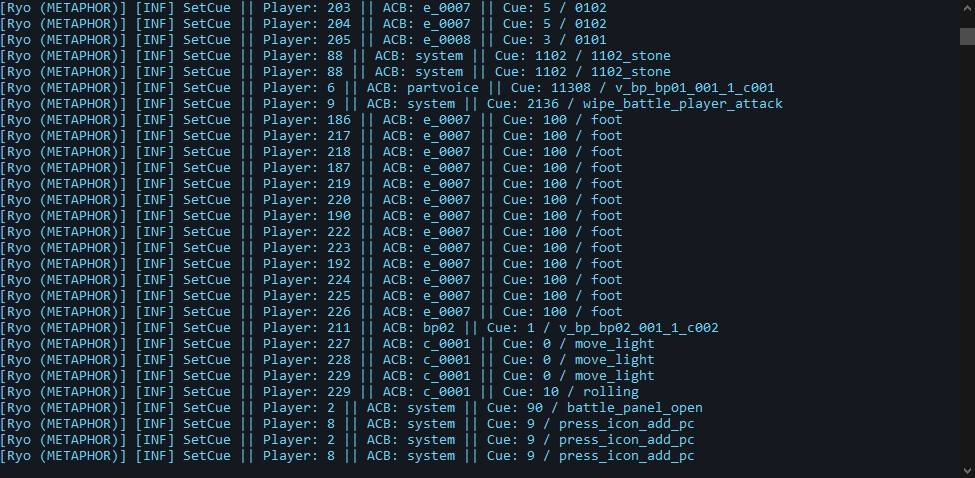 [Ryo (METAPHOR)] [INF] SetCue || Player: 203 || ACB: e_0007 || Cue: 5 / 0102
[Ryo (METAPHOR)] [INF] SetCue || Player: 204 || ACB: e_0007 || Cue: 5 / 0102
[Ryo (METAPHOR)] [INF] SetCue || Player: 205 || ACB: e_0008 || Cue: 3 / 0101
[Ryo (METAPHOR)] [INF] SetCue || Player: 88 || ACB: system || Cue: 1102 / 1102_stone
[Ryo (METAPHOR)] [INF] SetCue || Player: 88 || ACB: system || Cue: 1102 / 1102_stone
[Ryo (METAPHOR)] [INF] SetCue || Player: 6 || ACB: partvoice || Cue: 11308 / v_bp_bp01_001_1_c001
[Ryo (METAPHOR)] [INF] SetCue || Player: 9 || ACB: system || Cue: 2136 / wipe_battle_player_attack
[Ryo (METAPHOR)] [INF] SetCue || Player: 186 || ACB: e_0007 || Cue: 100 / foot
[Ryo (METAPHOR)] [INF] SetCue || Player: 217 || ACB: e_0007 || Cue: 100 / foot
[Ryo (METAPHOR)] [INF] SetCue || Player: 218 || ACB: e_0007 || Cue: 100 / foot
[Ryo (METAPHOR)] [INF] SetCue || Player: 187 || ACB: e_0007 || Cue: 100 / foot
[Ryo (METAPHOR)] [INF] SetCue || Player: 219 || ACB: e_0007 || Cue: 100 / foot
[Ryo (METAPHOR)] [INF] SetCue || Player: 220 || ACB: e_0007 || Cue: 100 / foot
[Ryo (METAPHOR)] [INF] SetCue || Player: 190 || ACB: e_0007 || Cue: 100 / foot
[Ryo (METAPHOR)] [INF] SetCue || Player: 222 || ACB: e_0007 || Cue: 100 / foot
[Ryo (METAPHOR)] [INF] SetCue || Player: 223 || ACB: e_0007 || Cue: 100 / foot
[Ryo (METAPHOR)] [INF] SetCue || Player: 192 || ACB: e_0007 || Cue: 100 / foot
[Ryo (METAPHOR)] [INF] SetCue || Player: 224 || ACB: e_0007 || Cue: 100 / foot
[Ryo (METAPHOR)] [INF] SetCue || Player: 225 || ACB: e_0007 || Cue: 100 / foot
[Ryo (METAPHOR)] [INF] SetCue || Player: 226 || ACB: e_0007 || Cue: 100 / foot
[Ryo (METAPHOR)] [INF] SetCue || Player: 211 || ACB: bp02 || Cue: 1 / v_bp_bp02_001_1_c002
[Ryo (METAPHOR)] [INF] SetCue || Player: 227 || ACB: c_0001 || Cue: 0 / move_light
[Ryo (METAPHOR)] [INF] SetCue || Player: 228 || ACB: c_0001 || Cue: 0 / move_light
[Ryo (METAPHOR)] [INF] SetCue || Player: 229 || ACB: c_0001 || Cue: 0 / move_light
[Ryo (METAPHOR)] [INF] SetCue || Player: 229 || ACB: c_0001 || Cue: 10 / rolling
[Ryo (METAPHOR)] [INF] SetCue || Player: 2 || ACB: system || Cue: 90 / battle_panel_open
[Ryo (METAPHOR)] [INF] SetCue || Player: 8 || ACB: system || Cue: 9 / press_icon_add_pc
[Ryo (METAPHOR)] [INF] SetCue || Player: 2 || ACB: system || Cue: 9 / press_icon_add_pc
[Ryo (METAPHOR)] [INF] SetCue || Player: 8 || ACB: system || Cue: 9 / press_icon_add_pc